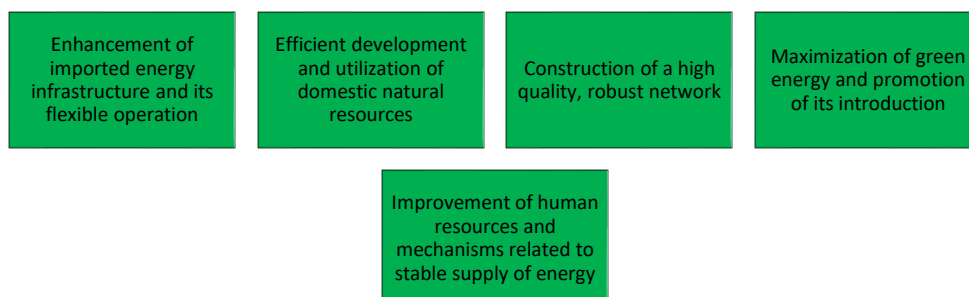 Enhancement of
imported energy
infrastructure and its
flexible operation
Efficient development
and utilization of
domestic natural
resources
Construction of a high
quality, robust network
Maximization of green
energy and promotion
of its introduction
Improvement of human
resources and
mechanisms related to
stable supply of energy